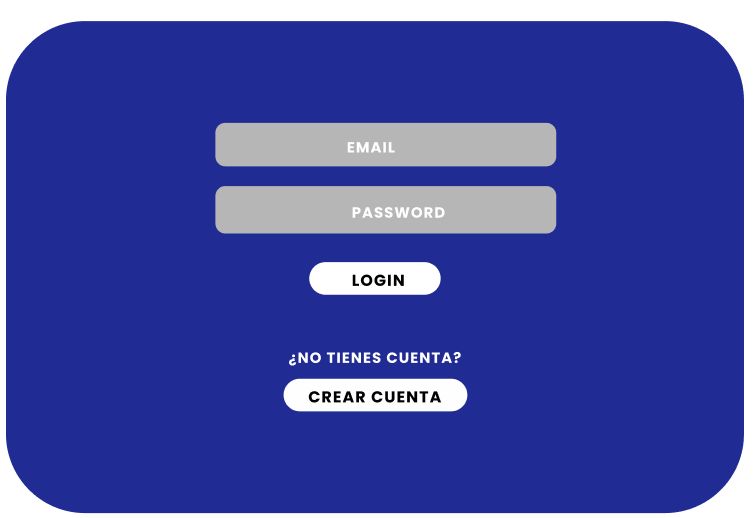 EMAIL
PASSWORD
LOGIN
¿NO TIENES CUENTA?
CREAR CUENTA